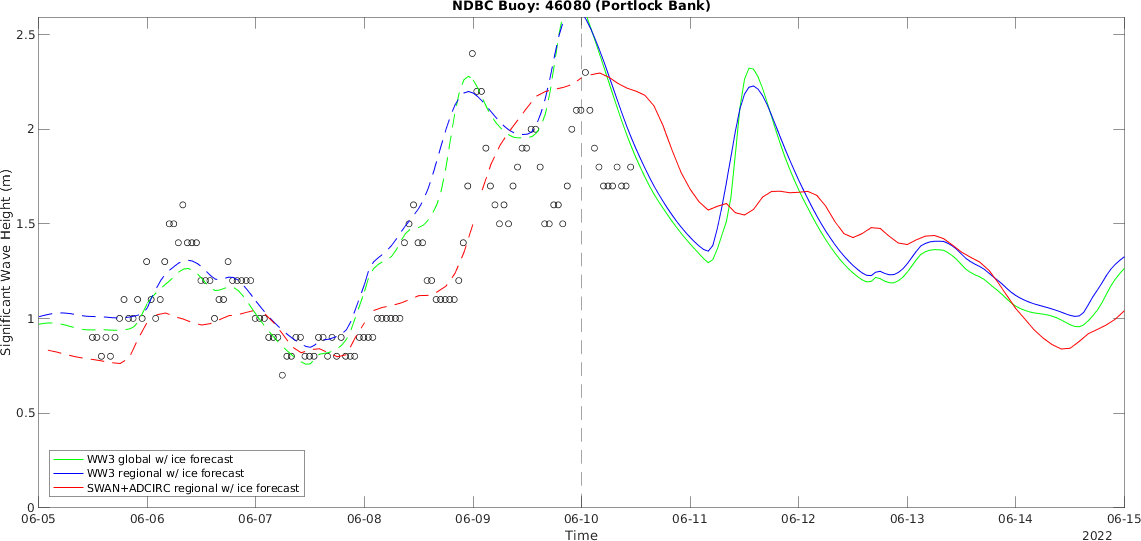 NDBC Buoy: 46080 (Portlock Bank)
2.5
2
1.5
1
0.5
0
Significant Wave Height (m)
WW3 global w/ ice forecast
WW3 regional w/ ice forecast
SWAN+ADCIRC regional w/ ice forecast
06-05 06-06 06-07 06-08 06-09 06-10 06-11 06-12 06-13 06-14 06-15
Time
2022